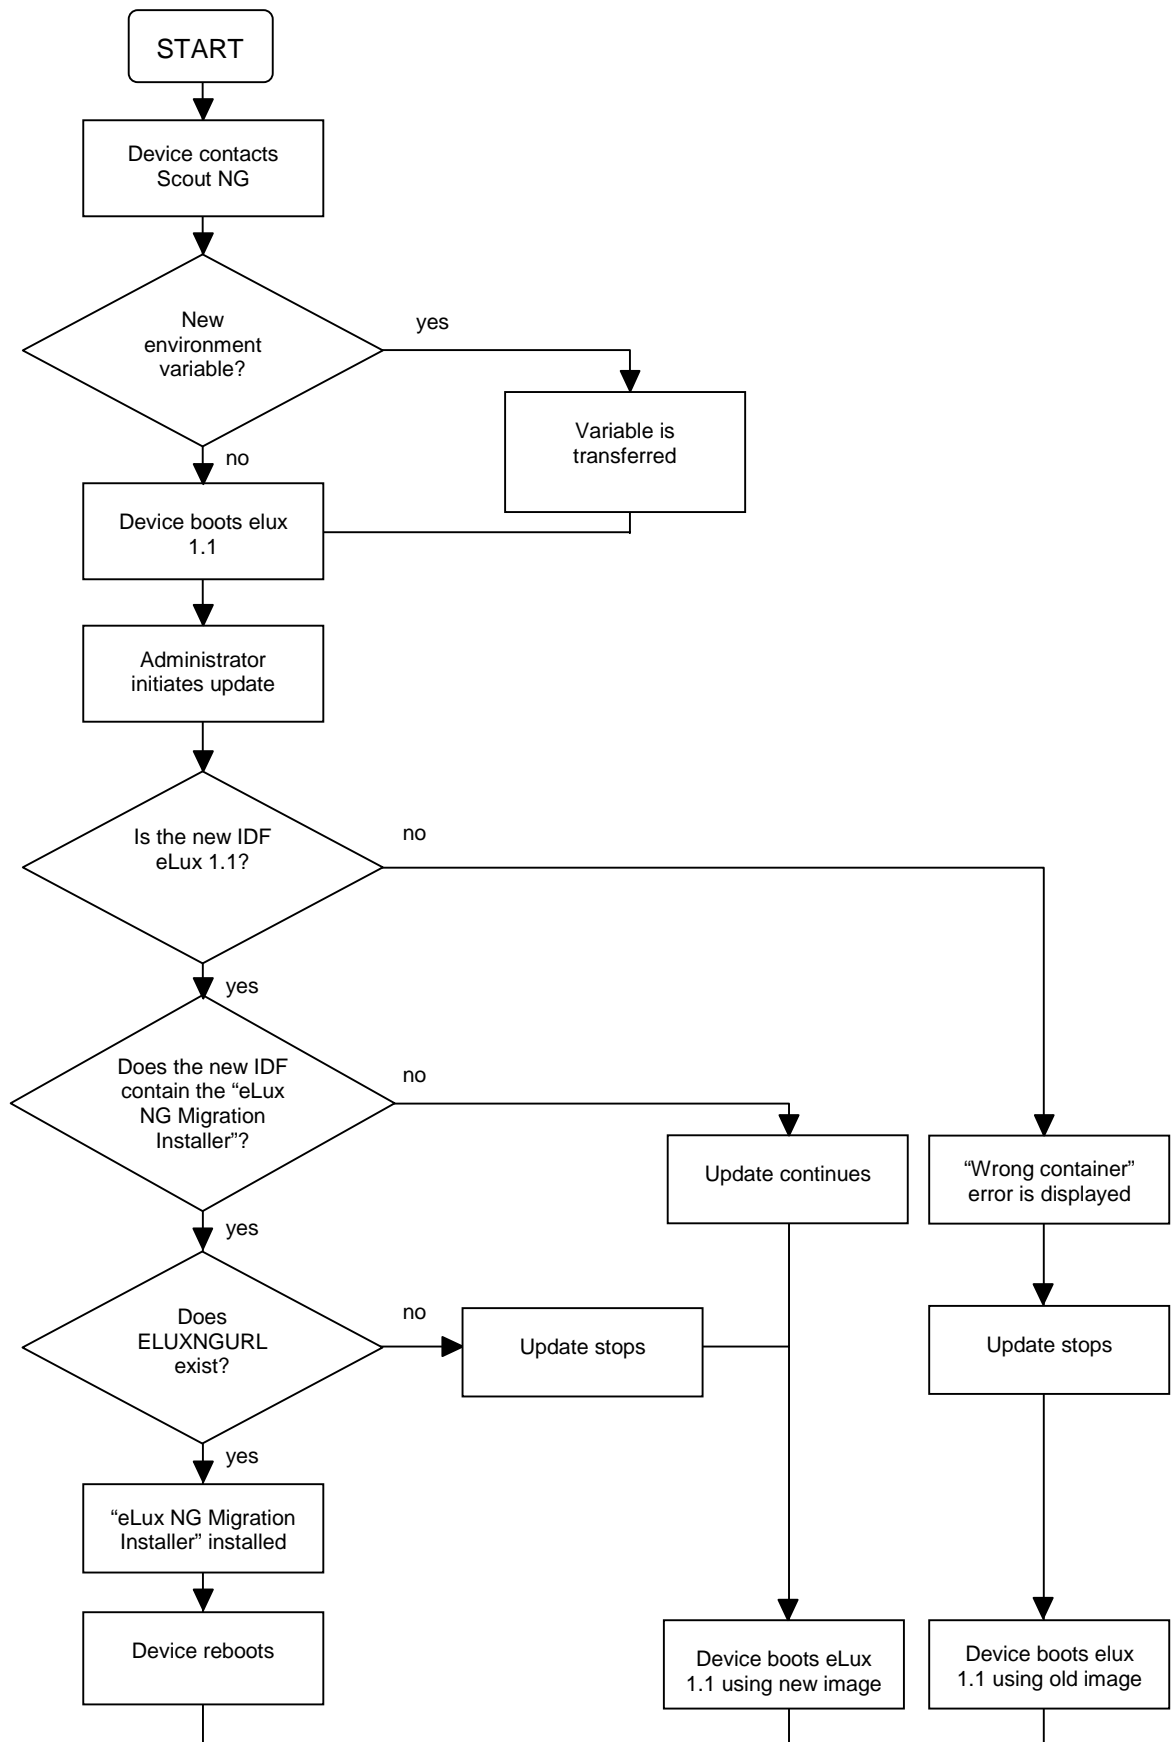 START
Device contacts
Scout NG
New
environment
variable?
yes
Variable is
transferred
no
Device boots elux
1.1
Administrator
initiates update
Is the new IDF
eLux 1.1?
no
yes
Does the new IDF
contain the “eLux
NG Migration
Installer”?
no
Update continues
“Wrong container”
error is displayed
yes
Does
ELUXNGURL
exist?
no
Update stops
Update stops
yes
“eLux NG Migration
Installer” installed
Device reboots
Device boots eLux
1.1 using new image
Device boots elux
1.1 using old image